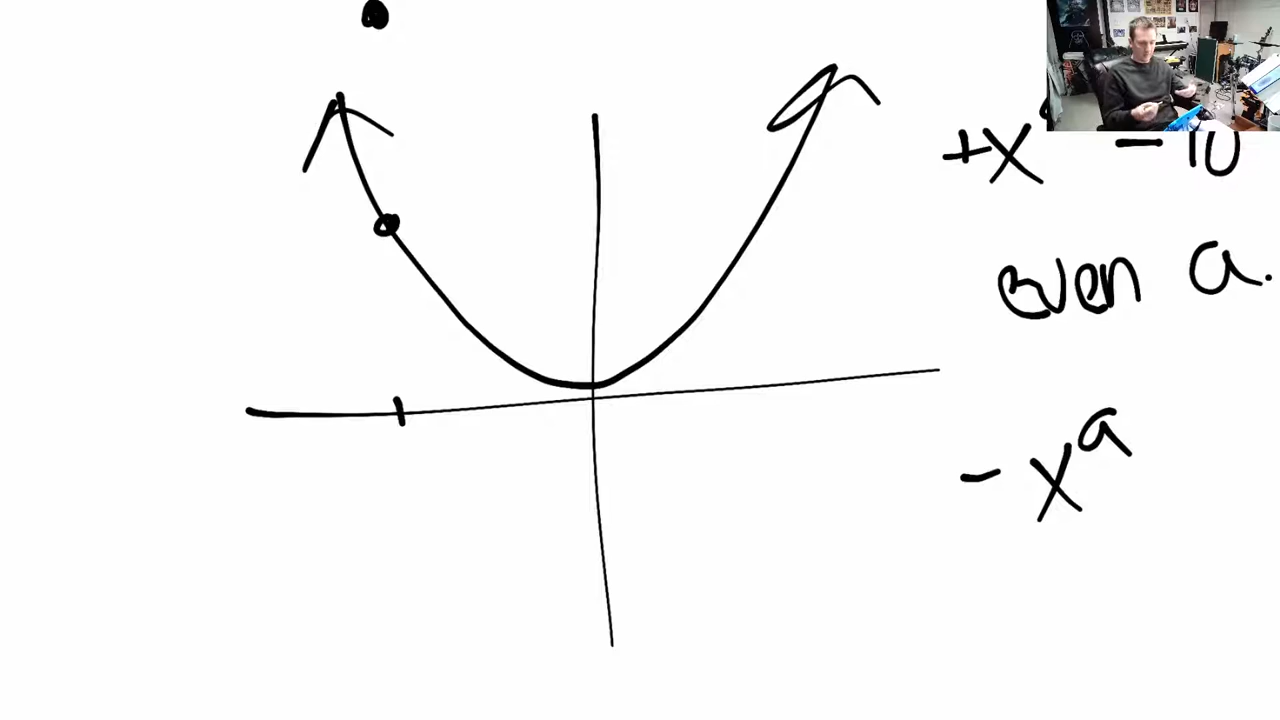 +x - 10
even a.
- x^a